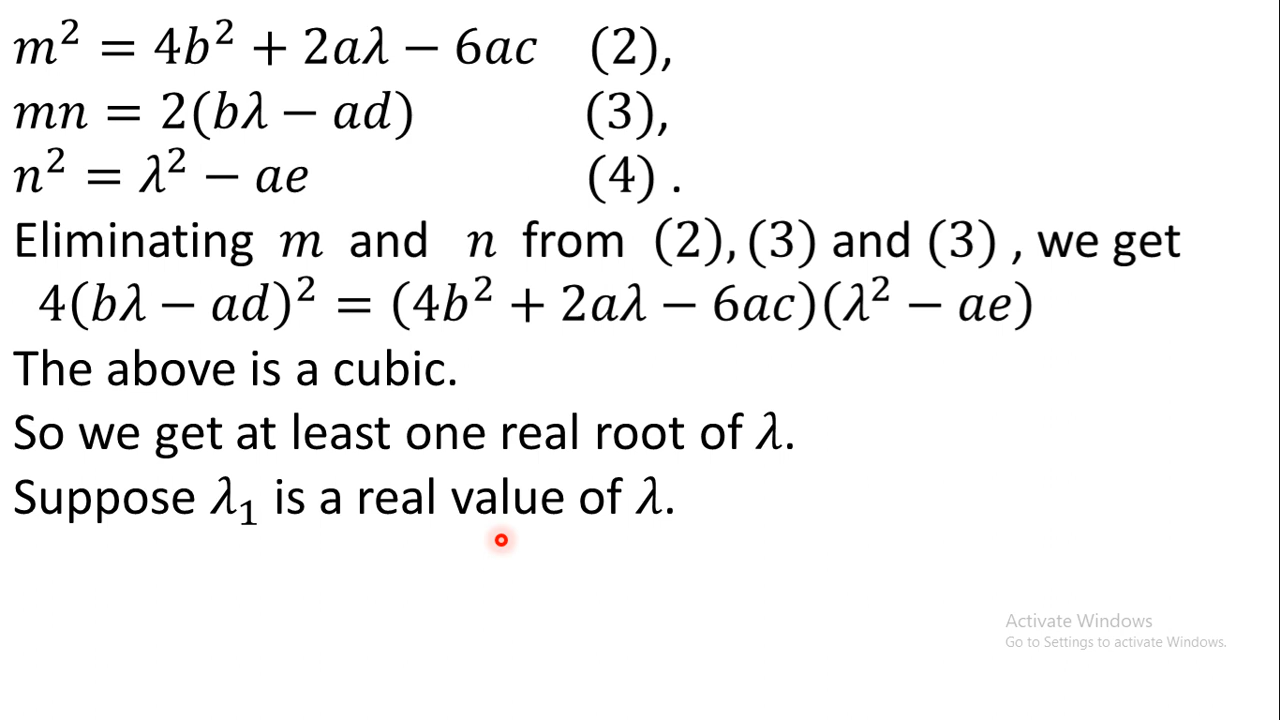 m² = 4b² + 2aλ − 6ac (2),
mn = 2(bλ − ad) (3),
n² = λ² − ae (4) .
Eliminating m and n from (2), (3) and (3) , we get
4(bλ − ad)² = (4b² + 2aλ − 6ac)(λ² − ae)
The above is a cubic.
So we get at least one real root of λ.
Suppose λ₁ is a real value of λ.
Activate Windows
Go to Settings to activate Windows.